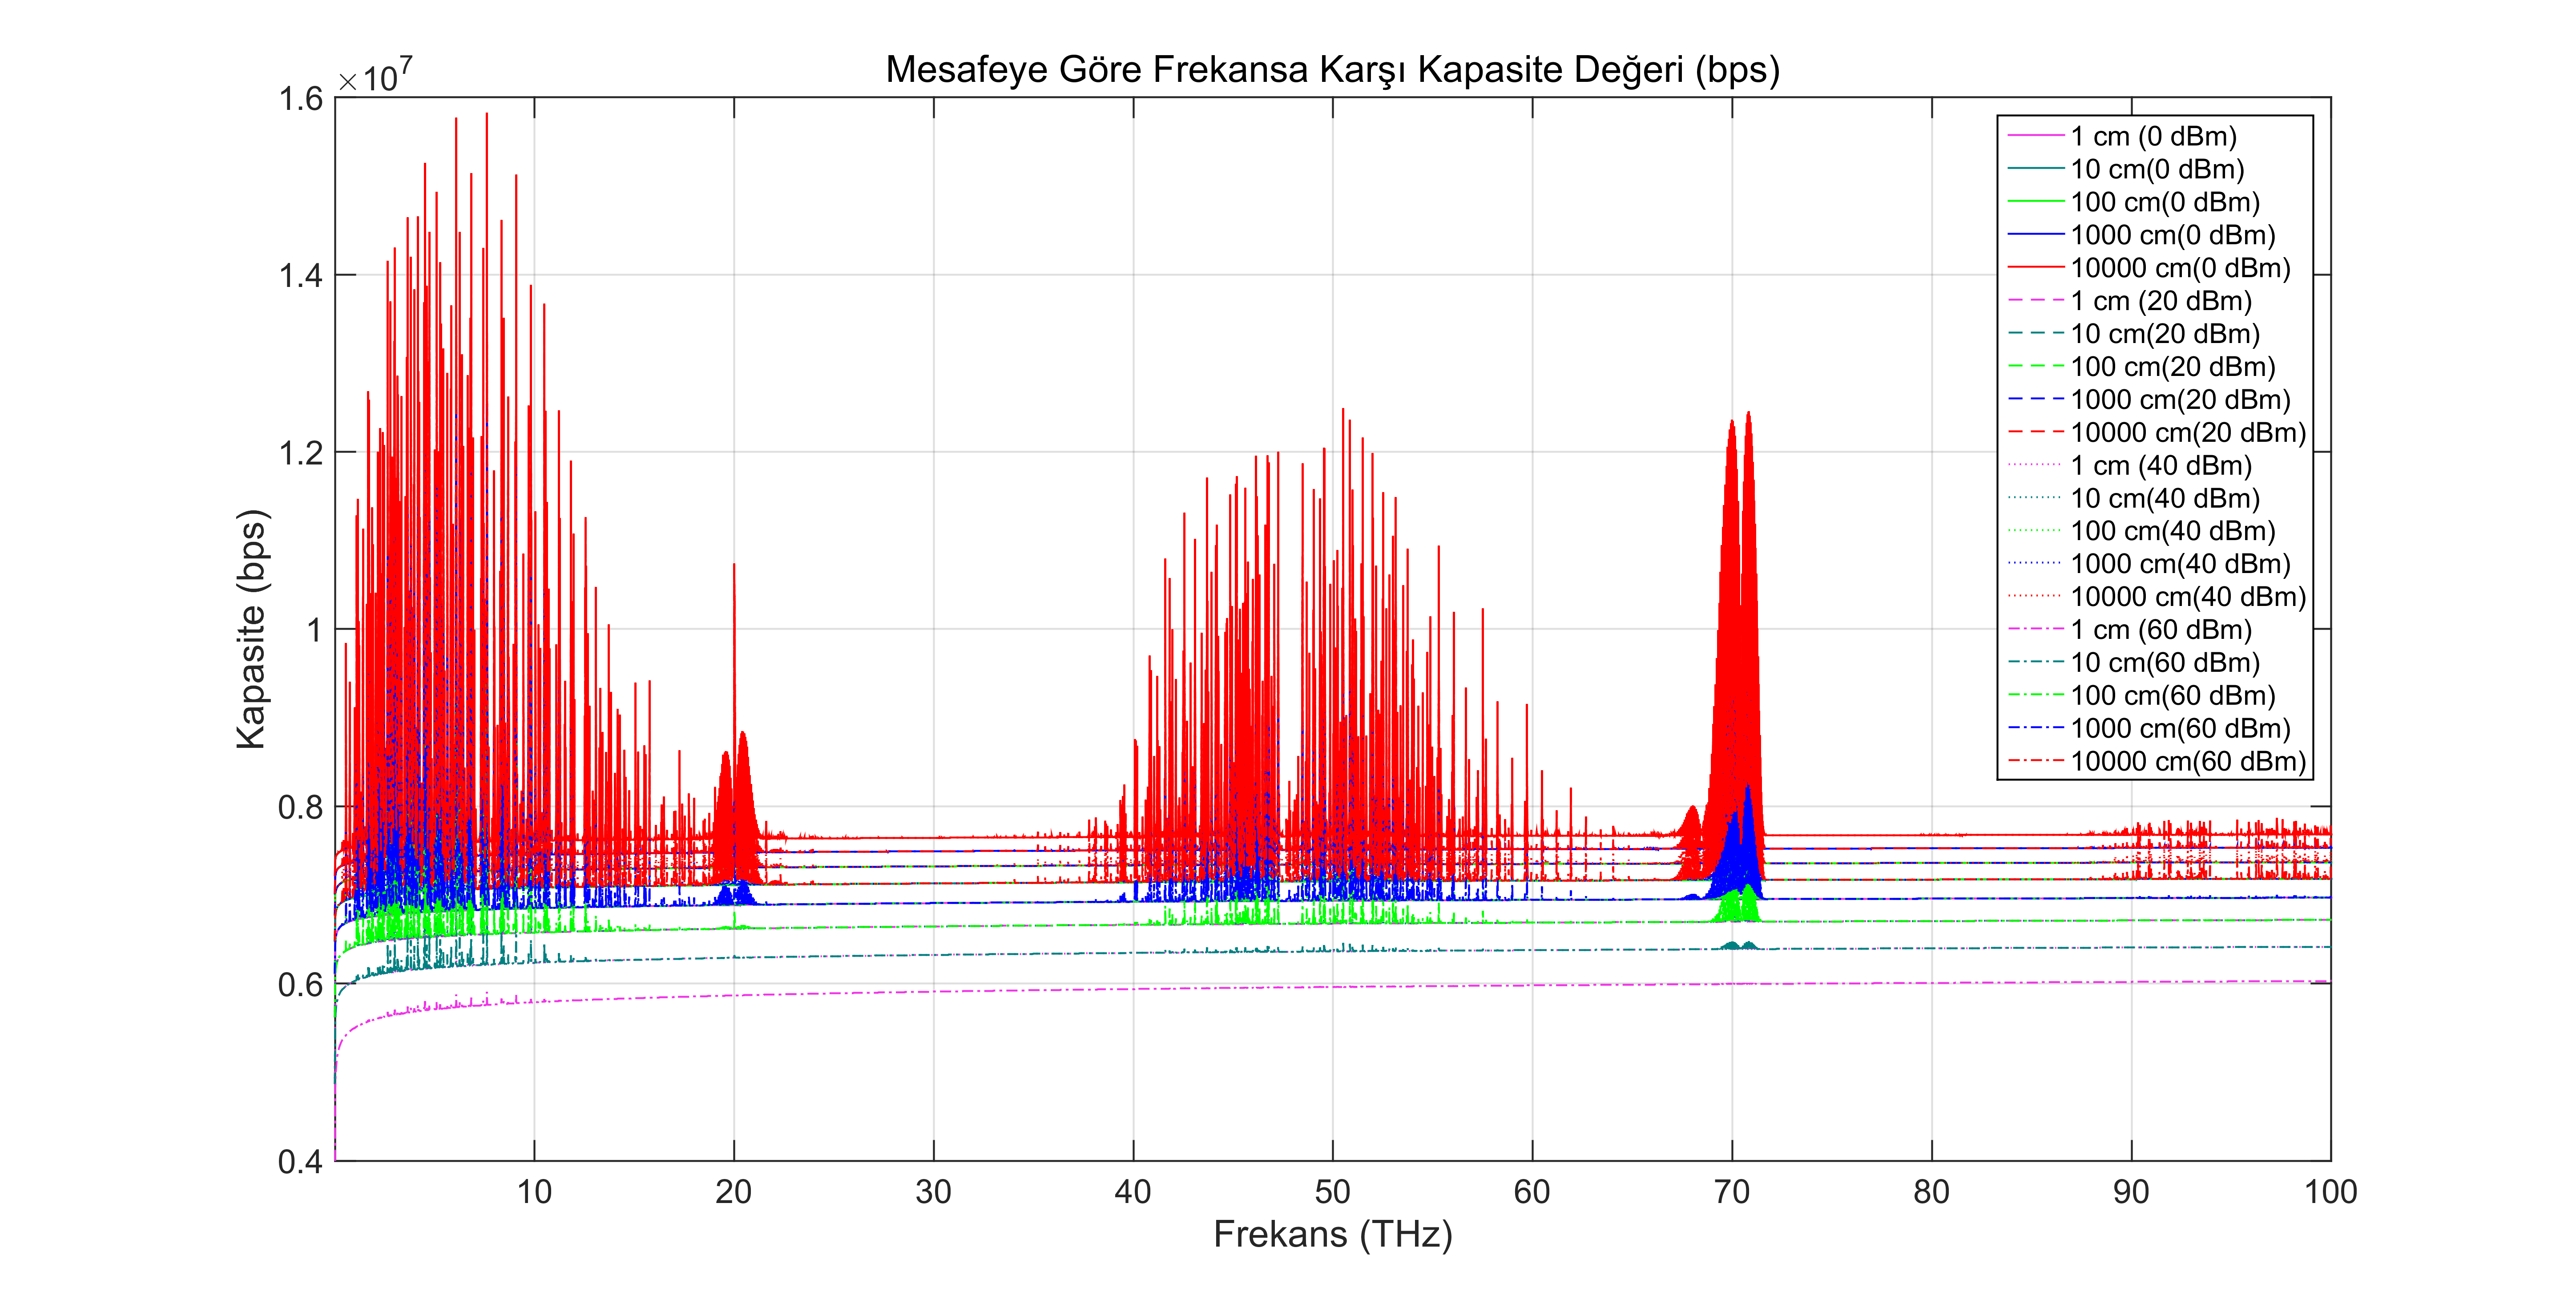 Mesafeye Göre Frekansa Karşı Kapasite Değeri (bps)
×10^7
1.6
1.4
1.2
1
0.8
0.6
0.4
Kapasite (bps)
10 20 30 40 50 60 70 80 90 100
Frekans (THz)
1 cm (0 dBm)
10 cm(0 dBm)
100 cm(0 dBm)
1000 cm(0 dBm)
10000 cm(0 dBm)
1 cm (20 dBm)
10 cm(20 dBm)
100 cm(20 dBm)
1000 cm(20 dBm)
10000 cm(20 dBm)
1 cm (40 dBm)
10 cm(40 dBm)
100 cm(40 dBm)
1000 cm(40 dBm)
10000 cm(40 dBm)
1 cm (60 dBm)
10 cm(60 dBm)
100 cm(60 dBm)
1000 cm(60 dBm)
10000 cm(60 dBm)